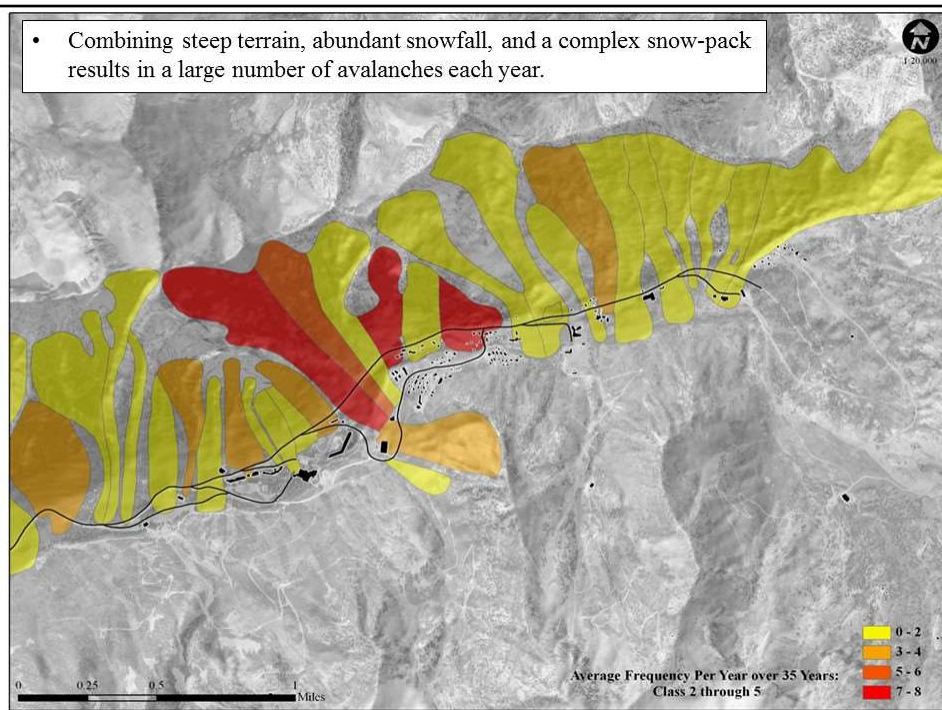 • Combining steep terrain, abundant snowfall, and a complex snow-pack
results in a large number of avalanches each year.
N
1:20,000
0 - 2
3 - 4
5 - 6
7 - 8
Average Frequency Per Year over 35 Years:
Class 2 through 5
0 0.25 0.5 1
Miles